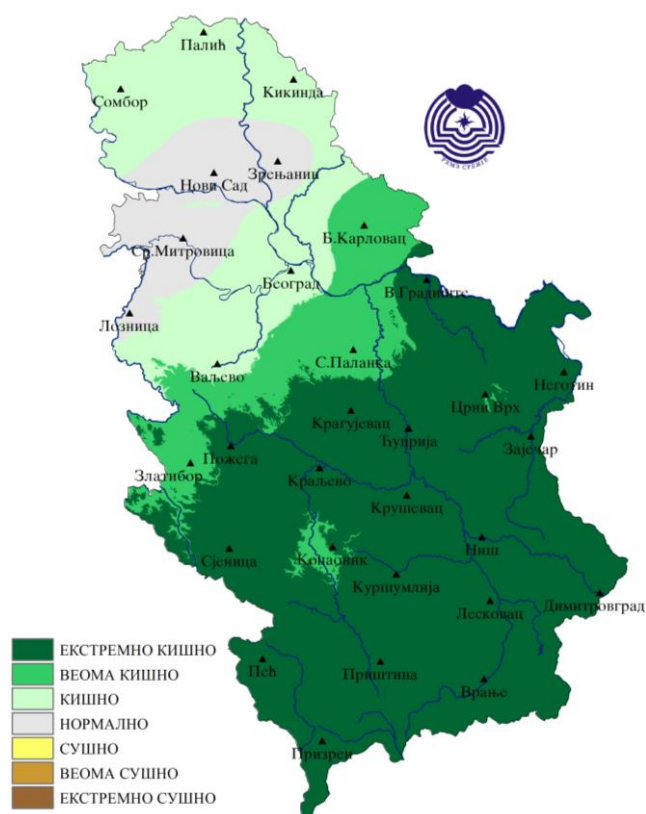 Палић
Сомбор
Кикинда
Зрењанин
Нови Сад
РХМЗ СРБИЈЕ
Б.Карловац
Ср.Митровица
Београд
В.Градиште
Лозница
С.Паланка
Ваљево
Неготин
Црни Врх
Крагујевац
Ћуприја
Зајечар
Пожега
Златибор
Краљево
Крушевац
Ниш
Сјеница
Копаоник
Куршумлија
Димитровград
Лесковац
Пећ
Приштина
Врање
Призрен
ЕКСТРЕМНО КИШНО
ВЕОМА КИШНО
КИШНО
НОРМАЛНО
СУШНО
ВЕОМА СУШНО
ЕКСТРЕМНО СУШНО